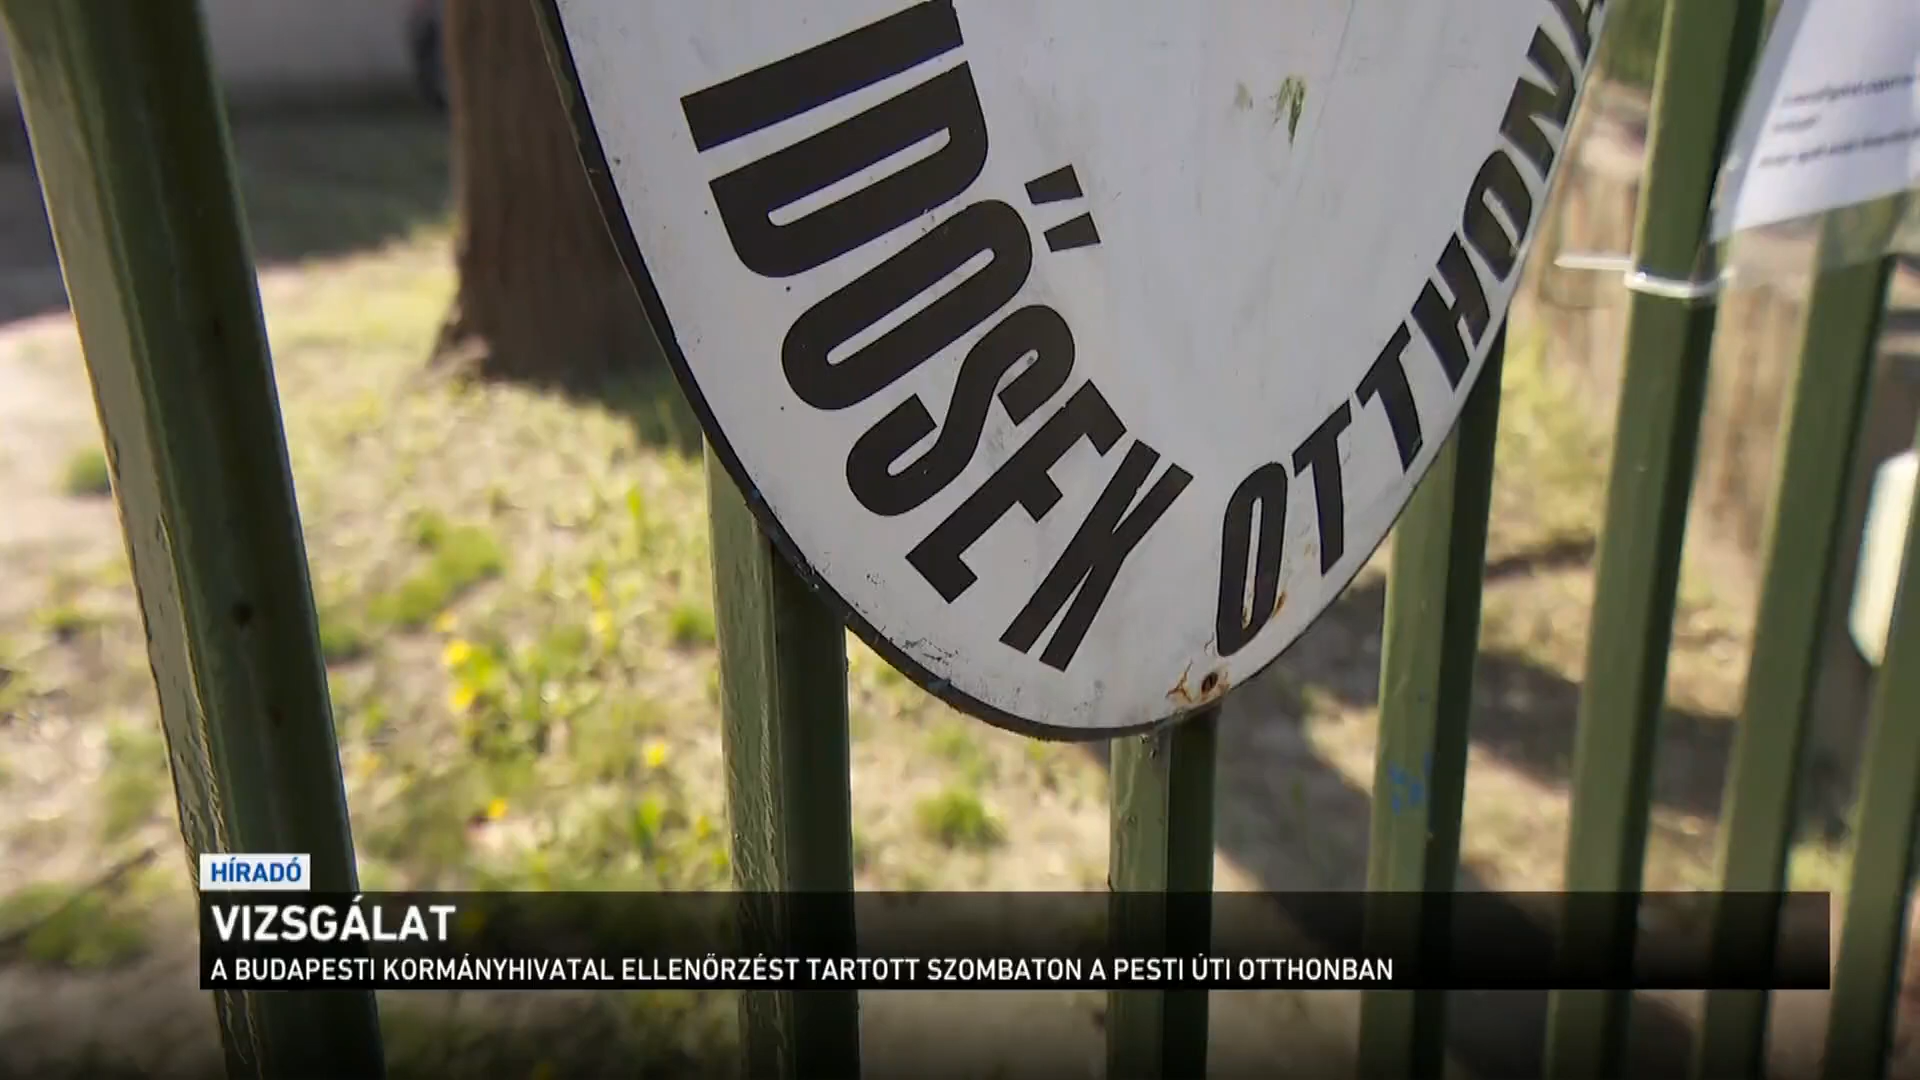 IDŐSEK OTTHONA
HÍRADÓ
VIZSGÁLAT
A BUDAPESTI KORMÁNYHIVATAL ELLENŐRZÉST TARTOTT SZOMBATON A PESTI ÚTI OTTHONBAN